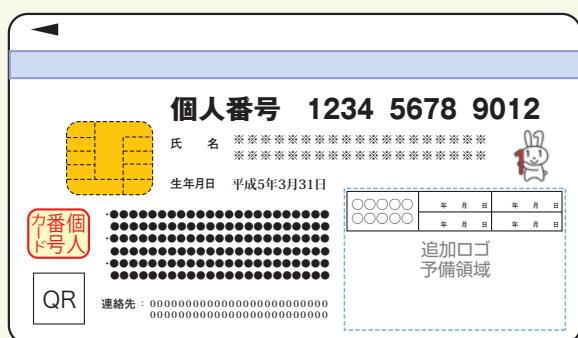 個人番号 1234 5678 9012
氏 名 ※※※※※※※※※※※※※※※※※※※
※※※※※※※※※※※※※※※※※※※
生年月日 平成5年3月31日
個人番号カード
・●●●●●●●●●●●●●●●●●●●●●●●●
●●●●●●●●●●●●●●●●●●●●●●●●
・●●●●●●●●●●●●●●●●●●●●●●●●
●●●●●●●●●●●●●●●●●●●●●●●●
・●●●●●●●●●●●●●●●●●●●●●●●●
●●●●●●●●●●●●●●●●●●●●●●●●
○○○○○ 年 月 日 年 月 日
○○○○○ 年 月 日 年 月 日
追加ロゴ
予備領域
QR
連絡先：0000000000000000000000000
0000000000000000000000000